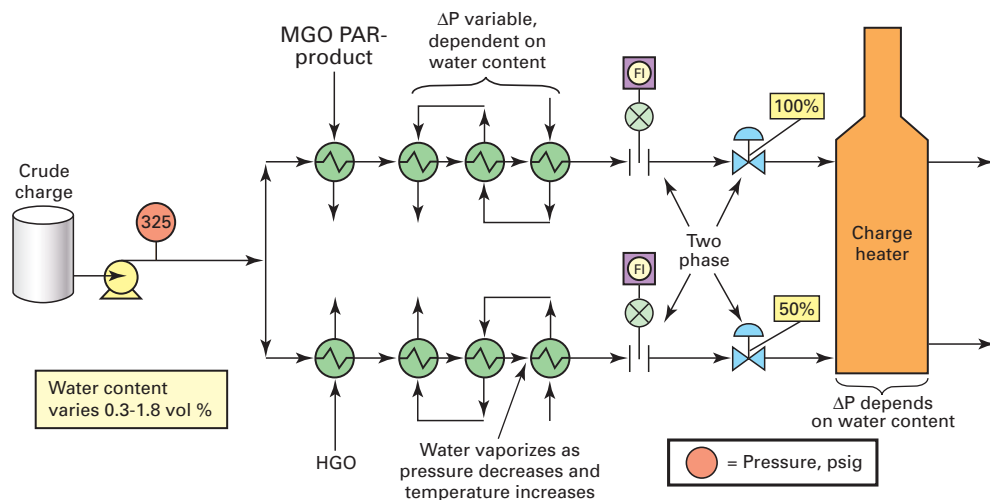 MGO PAR-
product
ΔP variable,
dependent on
water content
FI
100%
Crude
charge
325
Two
phase
Charge
heater
FI
50%
Water content
varies 0.3-1.8 vol %
HGO
Water vaporizes as
pressure decreases and
temperature increases
ΔP depends
on water content
= Pressure, psig